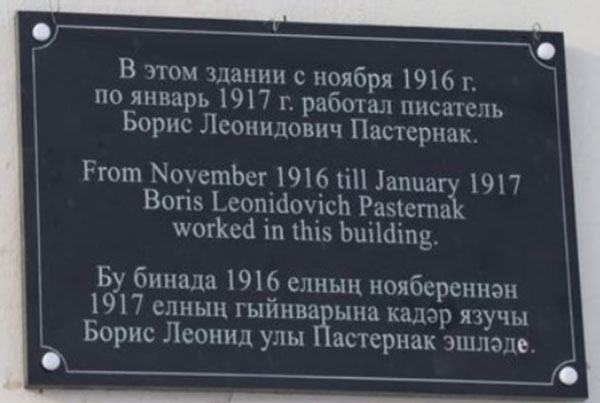 В этом здании с ноября 1916 г.
по январь 1917 г. работал писатель
Борис Леонидович Пастернак.
From November 1916 till January 1917
Boris Leonidovich Pasternak
worked in this building.
Бу бинада 1916 елның ноябереннән
1917 елның гыйнварына кадәр язучы
Борис Леонид улы Пастернак эшләде.